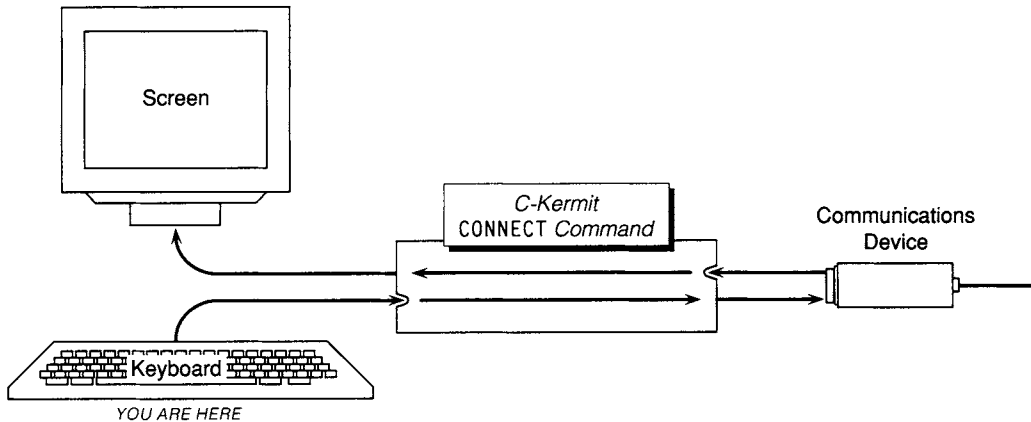 Screen
C-Kermit
CONNECT Command
Communications
Device
Keyboard
YOU ARE HERE